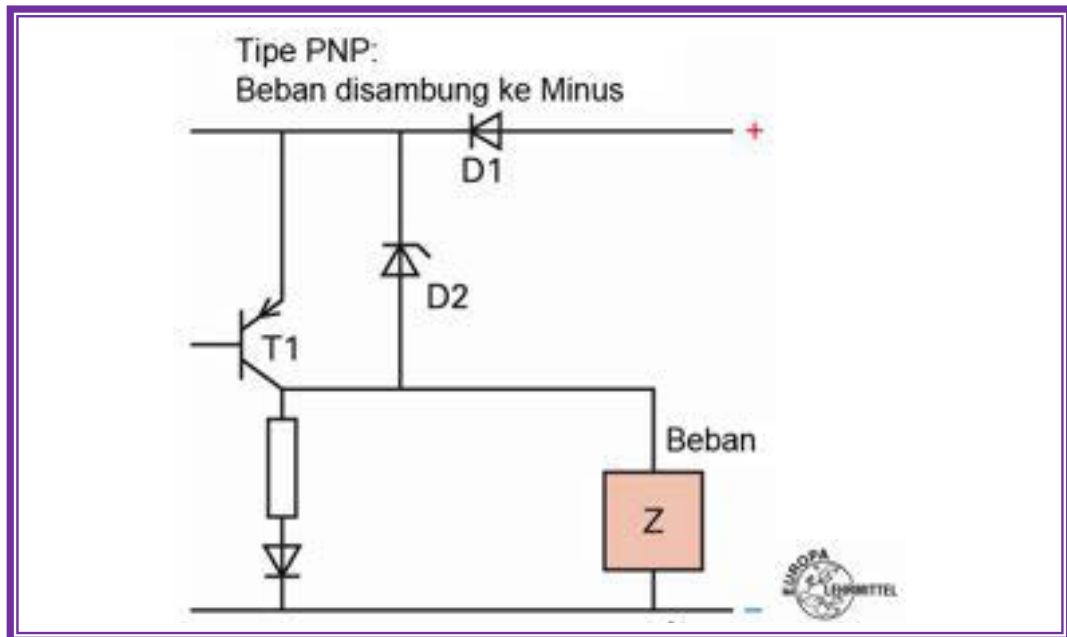 Tipe PNP:
Beban disambung ke Minus
+
D1
D2
T1
Beban
Z
EUROPA
LEHRMITTEL
−